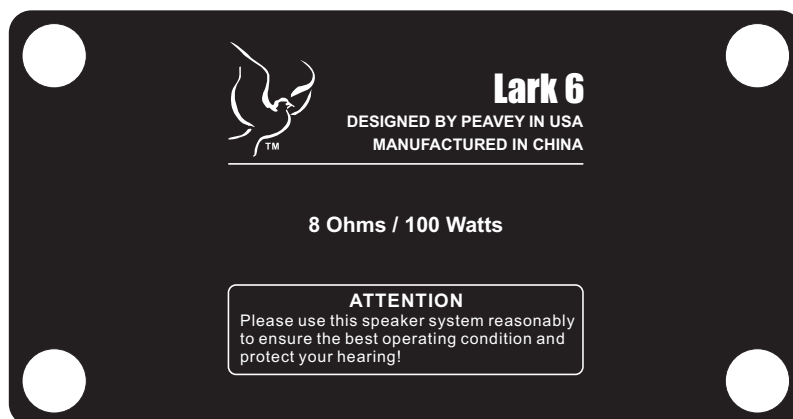 Lark 6
DESIGNED BY PEAVEY IN USA
MANUFACTURED IN CHINA
TM
8 Ohms / 100 Watts
ATTENTION
Please use this speaker system reasonably
to ensure the best operating condition and
protect your hearing!